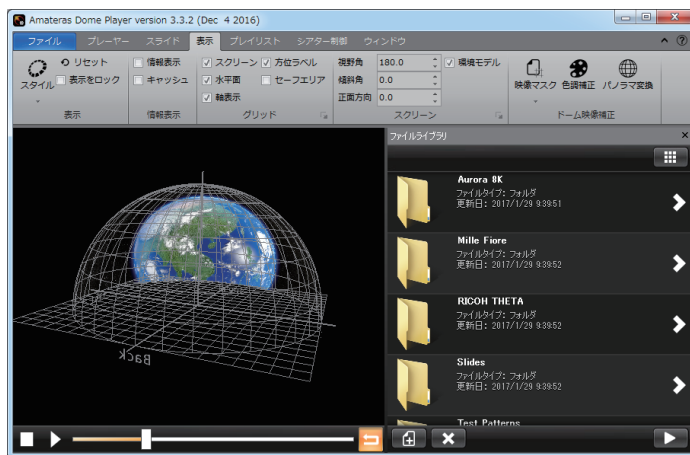 Amateras Dome Player version 3.3.2 (Dec  4 2016)
ファイル プレーヤー スライド 表示 プレイリスト シアター制御 ウィンドウ
スタイル
リセット
表示をロック
表示
情報表示
キャッシュ
情報表示
スクリーン 方位ラベル
水平面 セーフエリア
軸表示
グリッド
視野角 180.0 環境モデル
傾斜角 0.0
正面方向 0.0
スクリーン
映像マスク 色調補正 パノラマ変換
ドーム映像補正
Back
ファイルライブラリ
Aurora 8K
ファイルタイプ: フォルダ
更新日: 2017/1/29 9:39:51
Mille Fiore
ファイルタイプ: フォルダ
更新日: 2017/1/29 9:39:52
RICOH THETA
ファイルタイプ: フォルダ
更新日: 2017/1/29 9:39:52
Slides
ファイルタイプ: フォルダ
更新日: 2017/1/29 9:39:52
Test Patterns